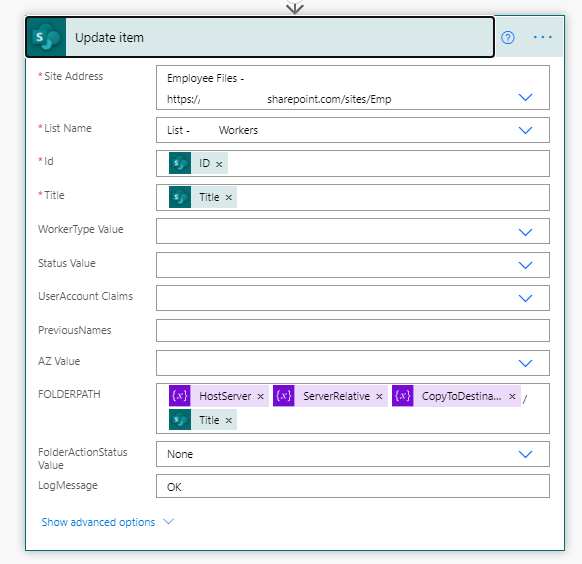 Update item
* Site Address
Employee Files -
https:// sharepoint.com/sites/Emp
* List Name
List - Workers
* Id
ID ×
* Title
Title ×
WorkerType Value
Status Value
UserAccount Claims
PreviousNames
AZ Value
FOLDERPATH
{x} HostServer × {x} ServerRelative × {x} CopyToDestina... × /
Title ×
FolderActionStatus
Value
None
LogMessage
OK
Show advanced options